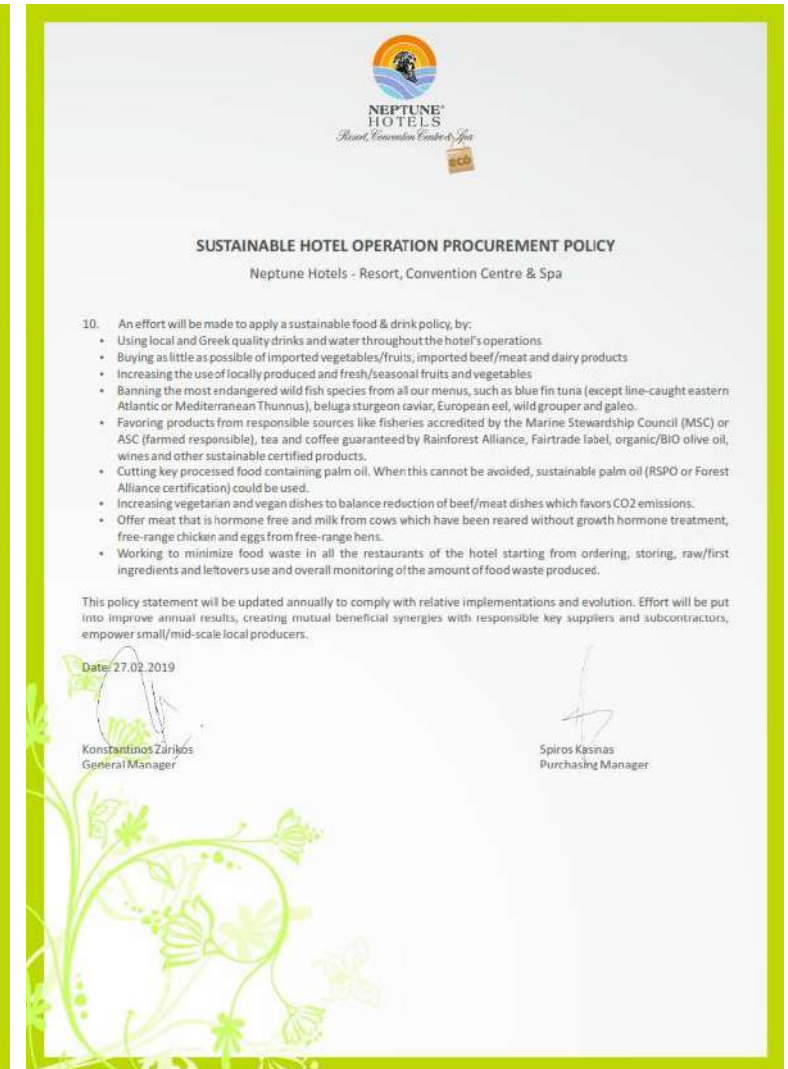 NEPTUNE®
HOTELS
Resort, Convention Centre & Spa
eco
SUSTAINABLE HOTEL OPERATION PROCUREMENT POLICY
Neptune Hotels - Resort, Convention Centre & Spa
10. An effort will be made to apply a sustainable food & drink policy, by:
• Using local and Greek quality drinks and water throughout the hotel's operations
• Buying as little as possible of imported vegetables/fruits, imported beef/meat and dairy products
• Increasing the use of locally produced and fresh/seasonal fruits and vegetables
• Banning the most endangered wild fish species from all our menus, such as blue fin tuna (except line-caught eastern
Atlantic or Mediterranean Thunnus), beluga sturgeon caviar, European eel, wild grouper and galeo.
• Favoring products from responsible sources like fisheries accredited by the Marine Stewardship Council (MSC) or
ASC (farmed responsible), tea and coffee guaranteed by Rainforest Alliance, Fairtrade label, organic/BIO olive oil,
wines and other sustainable certified products.
• Cutting key processed food containing palm oil. When this cannot be avoided, sustainable palm oil (RSPO or Forest
Alliance certification) could be used.
• Increasing vegetarian and vegan dishes to balance reduction of beef/meat dishes which favors CO2 emissions.
• Offer meat that is hormone free and milk from cows which have been reared without growth hormone treatment,
free-range chicken and eggs from free-range hens.
• Working to minimize food waste in all the restaurants of the hotel starting from ordering, storing, raw/first
ingredients and leftovers use and overall monitoring of the amount of food waste produced.
This policy statement will be updated annually to comply with relative implementations and evolution. Effort will be put
into improve annual results, creating mutual beneficial synergies with responsible key suppliers and subcontractors,
empower small/mid-scale local producers.
Date: 27.02.2019
Konstantinos Zarikos
General Manager
Spiros Kasinas
Purchasing Manager